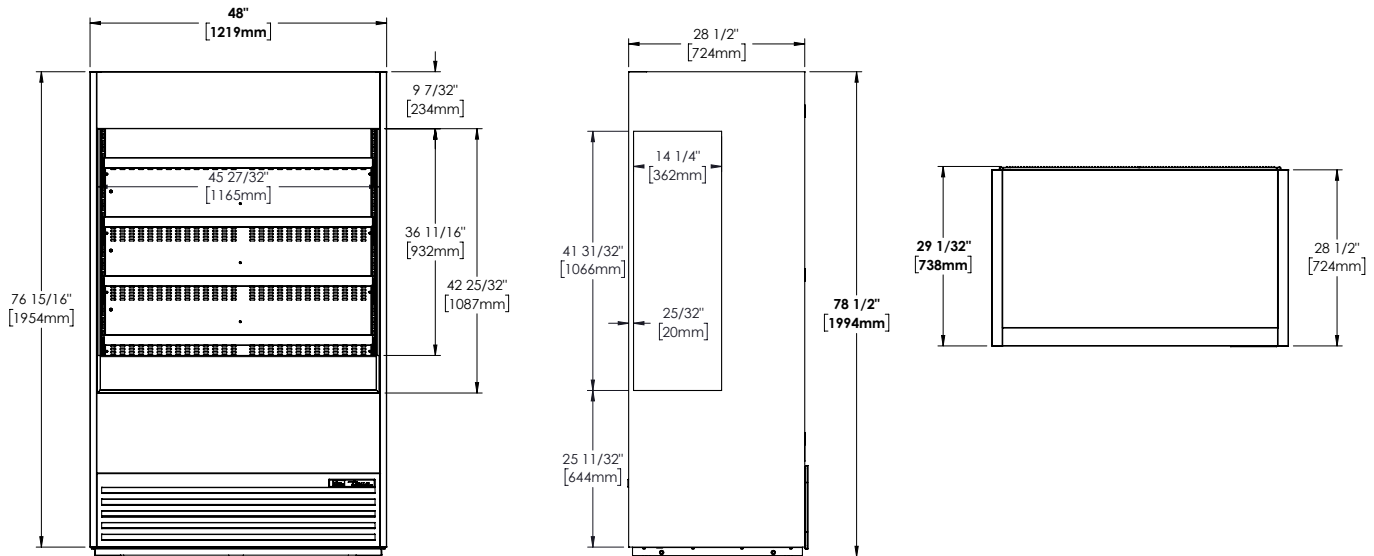 48"
[1219mm]
9 7/32"
[234mm]
45 27/32"
[1165mm]
36 11/16"
[932mm]
42 25/32"
[1087mm]
76 15/16"
[1954mm]
28 1/2"
[724mm]
14 1/4"
[362mm]
41 31/32"
[1066mm]
25/32"
[20mm]
78 1/2"
[1994mm]
25 11/32"
[644mm]
29 1/32"
[738mm]
28 1/2"
[724mm]